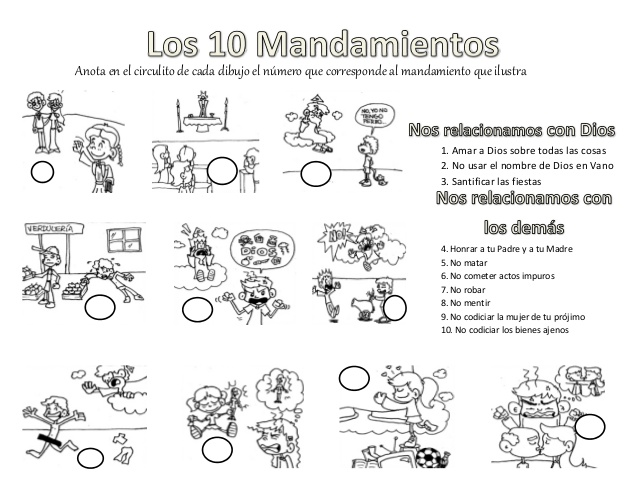 Los 10 Mandamientos
Anota en el circulito de cada dibujo el número que corresponde al mandamiento que ilustra
NO, YO NO
TENGO
PERRO...
Nos relacionamos con Dios
1. Amar a Dios sobre todas las cosas
2. No usar el nombre de Dios en Vano
3. Santificar las fiestas
Nos relacionamos con
los demás
4. Honrar a tu Padre y a tu Madre
5. No matar
6. No cometer actos impuros
7. No robar
8. No mentir
9. No codiciar la mujer de tu prójimo
10. No codiciar los bienes ajenos
VERDULERÍA
DIOS
¡NO!